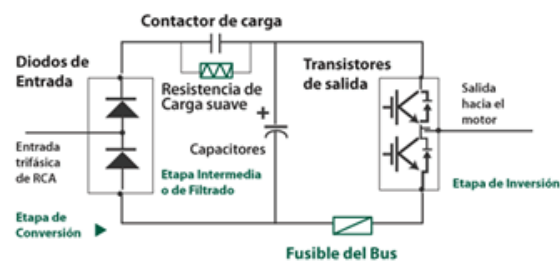 Contactor de carga
Diodos de
Entrada
Resistencia de
Carga suave
Transistores
de salida
Salida
hacia el
motor
+
Capacitores
Entrada
trifásica
de RCA
Etapa Intermedia
o de Filtrado
Etapa de Inversión
Etapa de
Conversión
Fusible del Bus